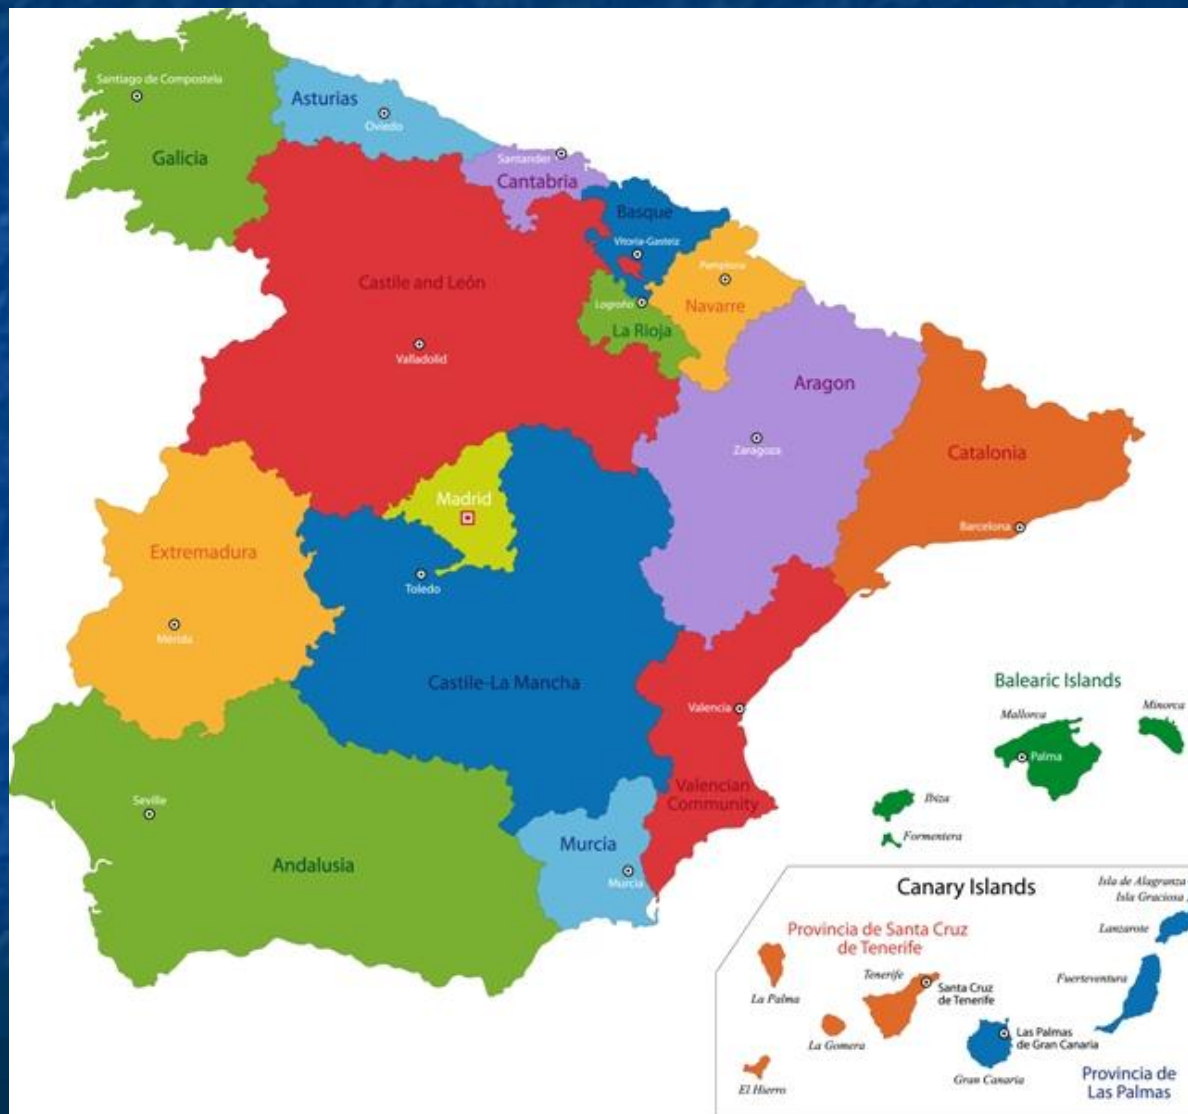 Santiago de Compostela
Galicia
Asturias
Oviedo
Santander
Cantabria
Basque
Vitoria-Gasteiz
Pamplona
Navarre
Logroño
La Rioja
Castile and León
Valladolid
Aragon
Zaragoza
Catalonia
Barcelona
Madrid
Extremadura
Mérida
Toledo
Castile-La Mancha
Valencia
Valencian
Community
Balearic Islands
Mallorca
Minorca
Palma
Ibiza
Formentera
Seville
Andalusia
Murcia
Murcia
Canary Islands
Isla de Alagranza
Isla Graciosa
Lanzarote
Provincia de Santa Cruz
de Tenerife
Tenerife
Santa Cruz
de Tenerife
Fuerteventura
La Palma
La Gomera
Las Palmas
de Gran Canaria
Gran Canaria
El Hierro
Provincia de
Las Palmas